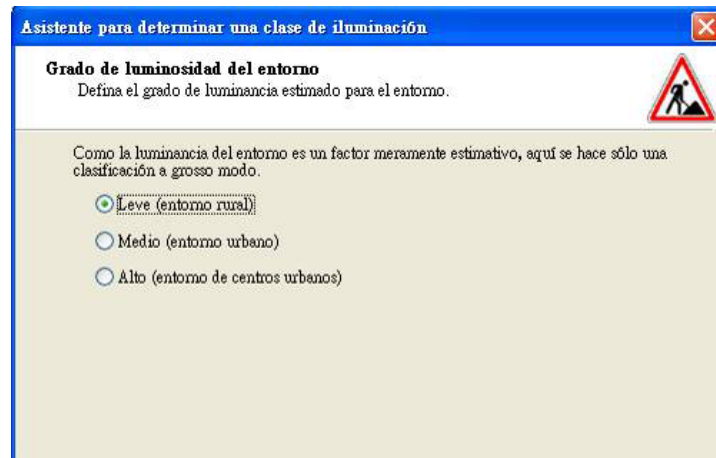 Asistente para determinar una clase de iluminación
Grado de luminosidad del entorno
Defina el grado de luminancia estimado para el entorno.
Como la luminancia del entorno es un factor meramente estimativo, aquí se hace sólo una
clasificación a grosso modo.
Leve (entorno rural)
Medio (entorno urbano)
Alto (entorno de centros urbanos)